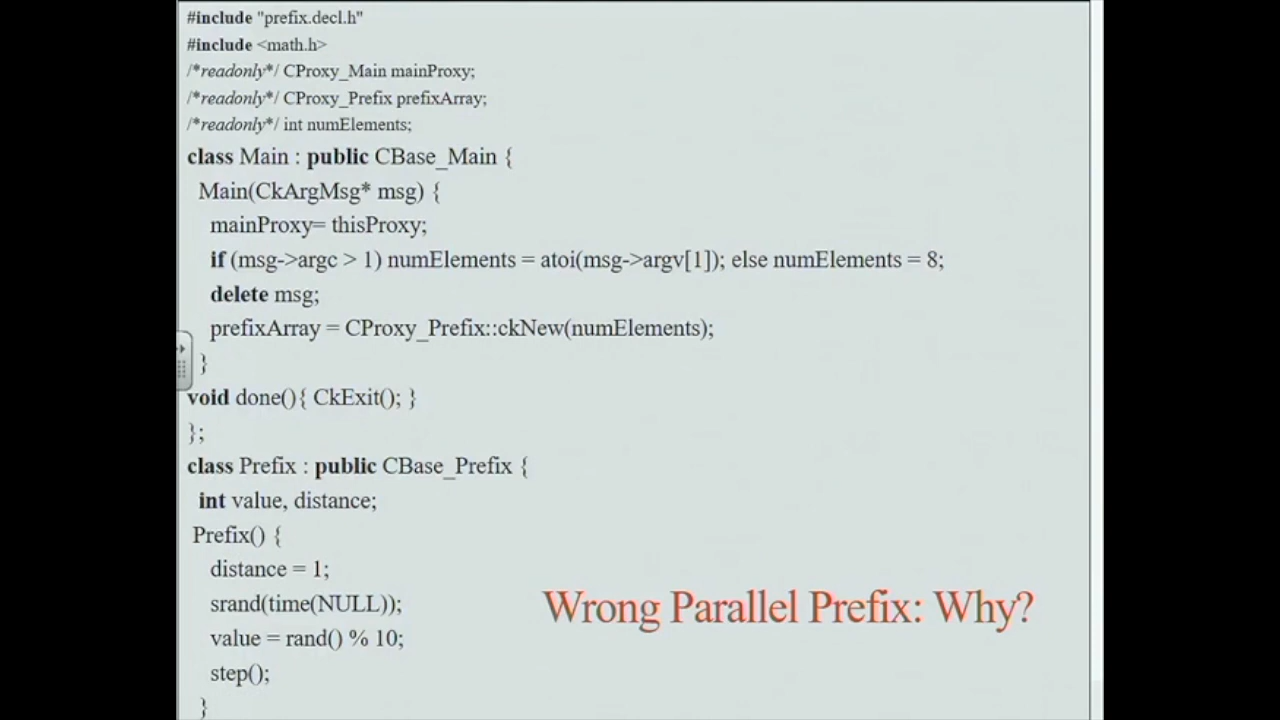 #include "prefix.decl.h"
#include <math.h>
/*readonly*/ CProxy_Main mainProxy;
/*readonly*/ CProxy_Prefix prefixArray;
/*readonly*/ int numElements;
class Main : public CBase_Main {
Main(CkArgMsg* msg) {
mainProxy= thisProxy;
if (msg->argc > 1) numElements = atoi(msg->argv[1]); else numElements = 8;
delete msg;
prefixArray = CProxy_Prefix::ckNew(numElements);
}
void done(){ CkExit(); }
};
class Prefix : public CBase_Prefix {
int value, distance;
Prefix() {
distance = 1;
srand(time(NULL));
value = rand() % 10;
step();
}
Wrong Parallel Prefix: Why?